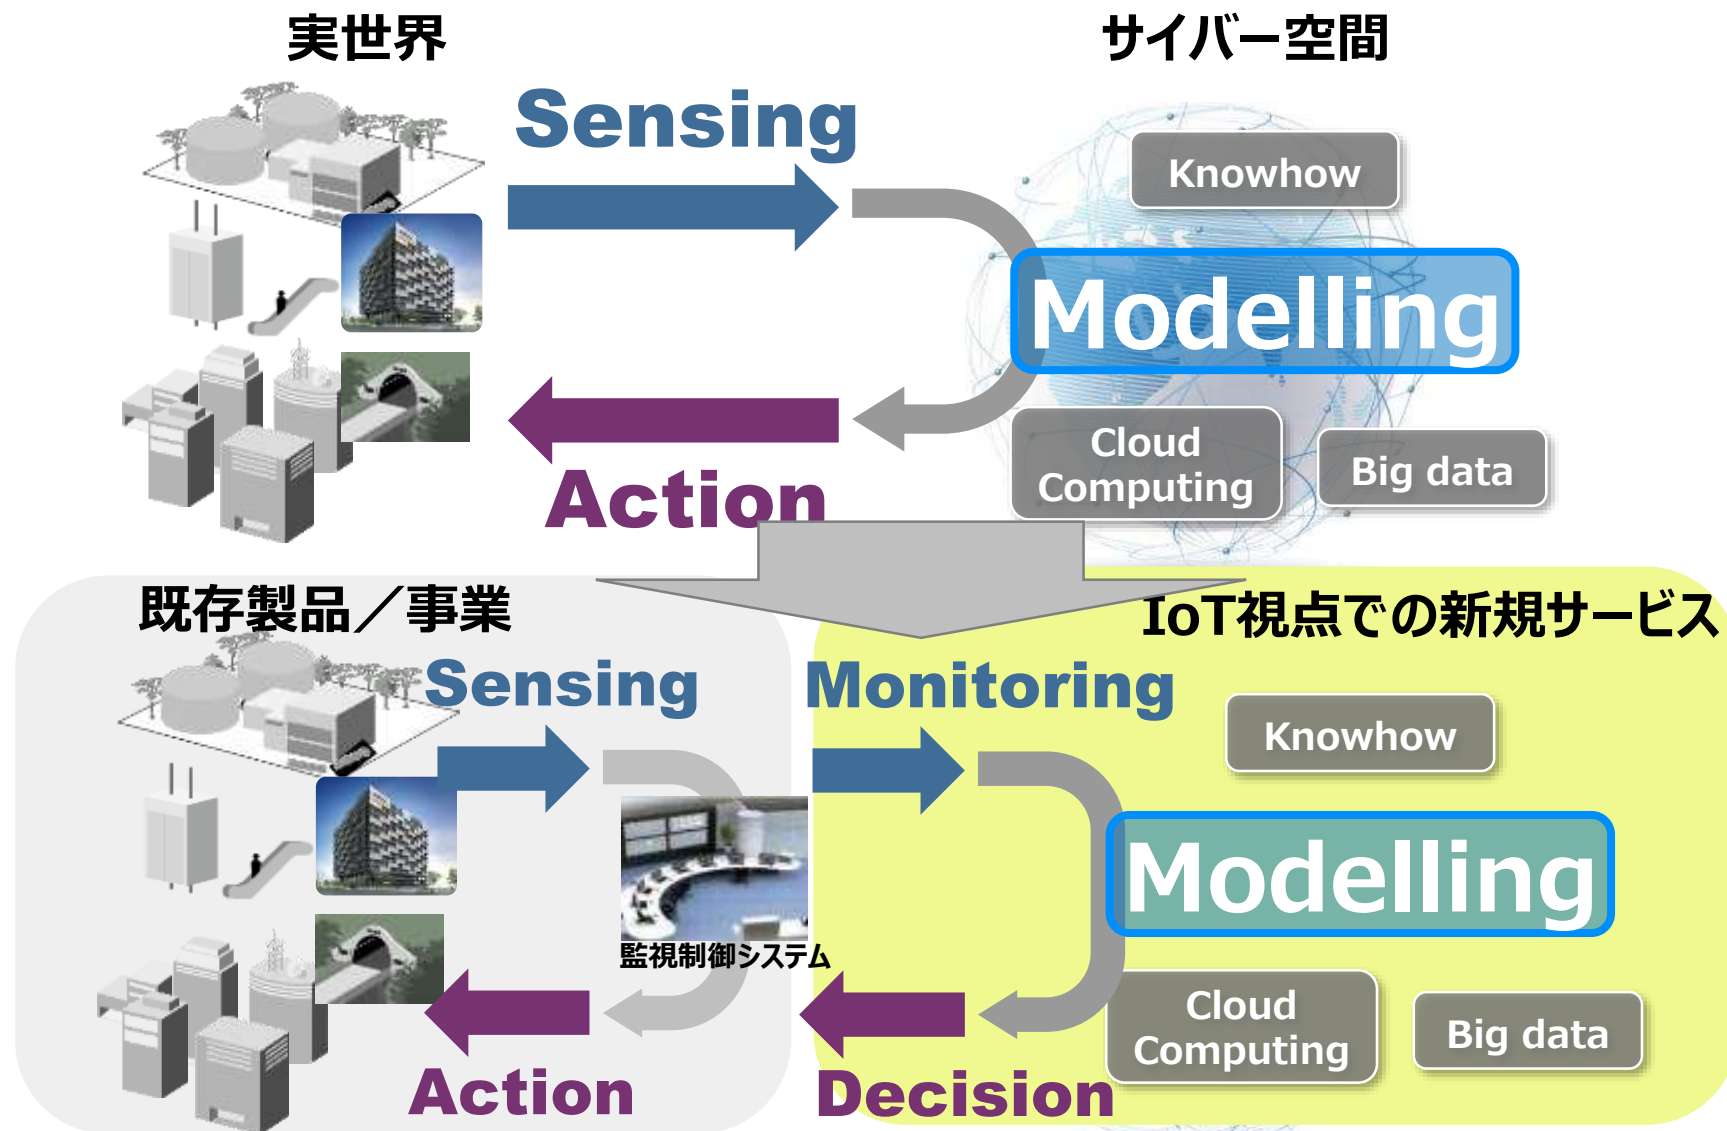 実世界
サイバー空間
Sensing
Knowhow
Modelling
Cloud
Computing
Big data
Action
既存製品／事業
IoT視点での新規サービス
Sensing
Monitoring
Knowhow
Modelling
監視制御システム
Cloud
Computing
Big data
Action
Decision